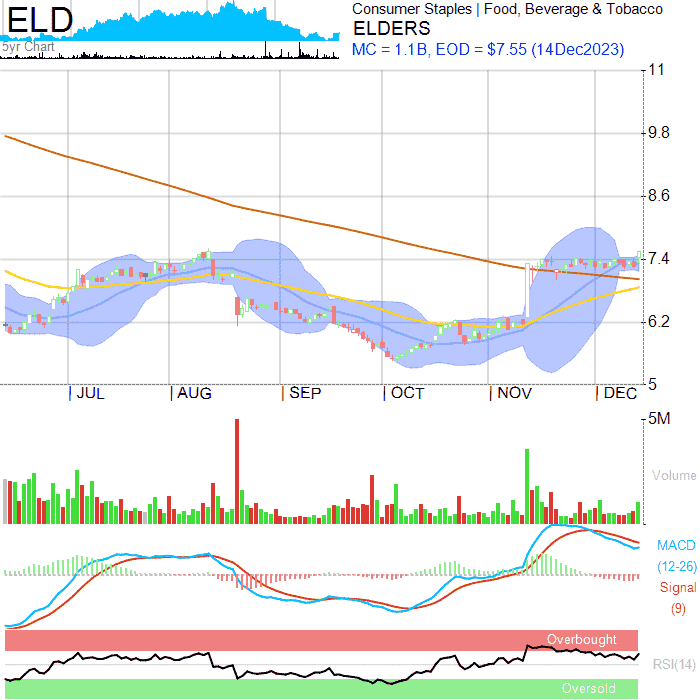 ELD
5yr Chart
Consumer Staples | Food, Beverage & Tobacco
ELDERS
MC = 1.1B, EOD = $7.55 (14Dec2023)
11
9.8
8.6
7.4
6.2
5
JUL AUG SEP OCT NOV DEC
5M
Volume
MACD
(12-26)
Signal
(9)
Overbought
RSI(14)
Oversold